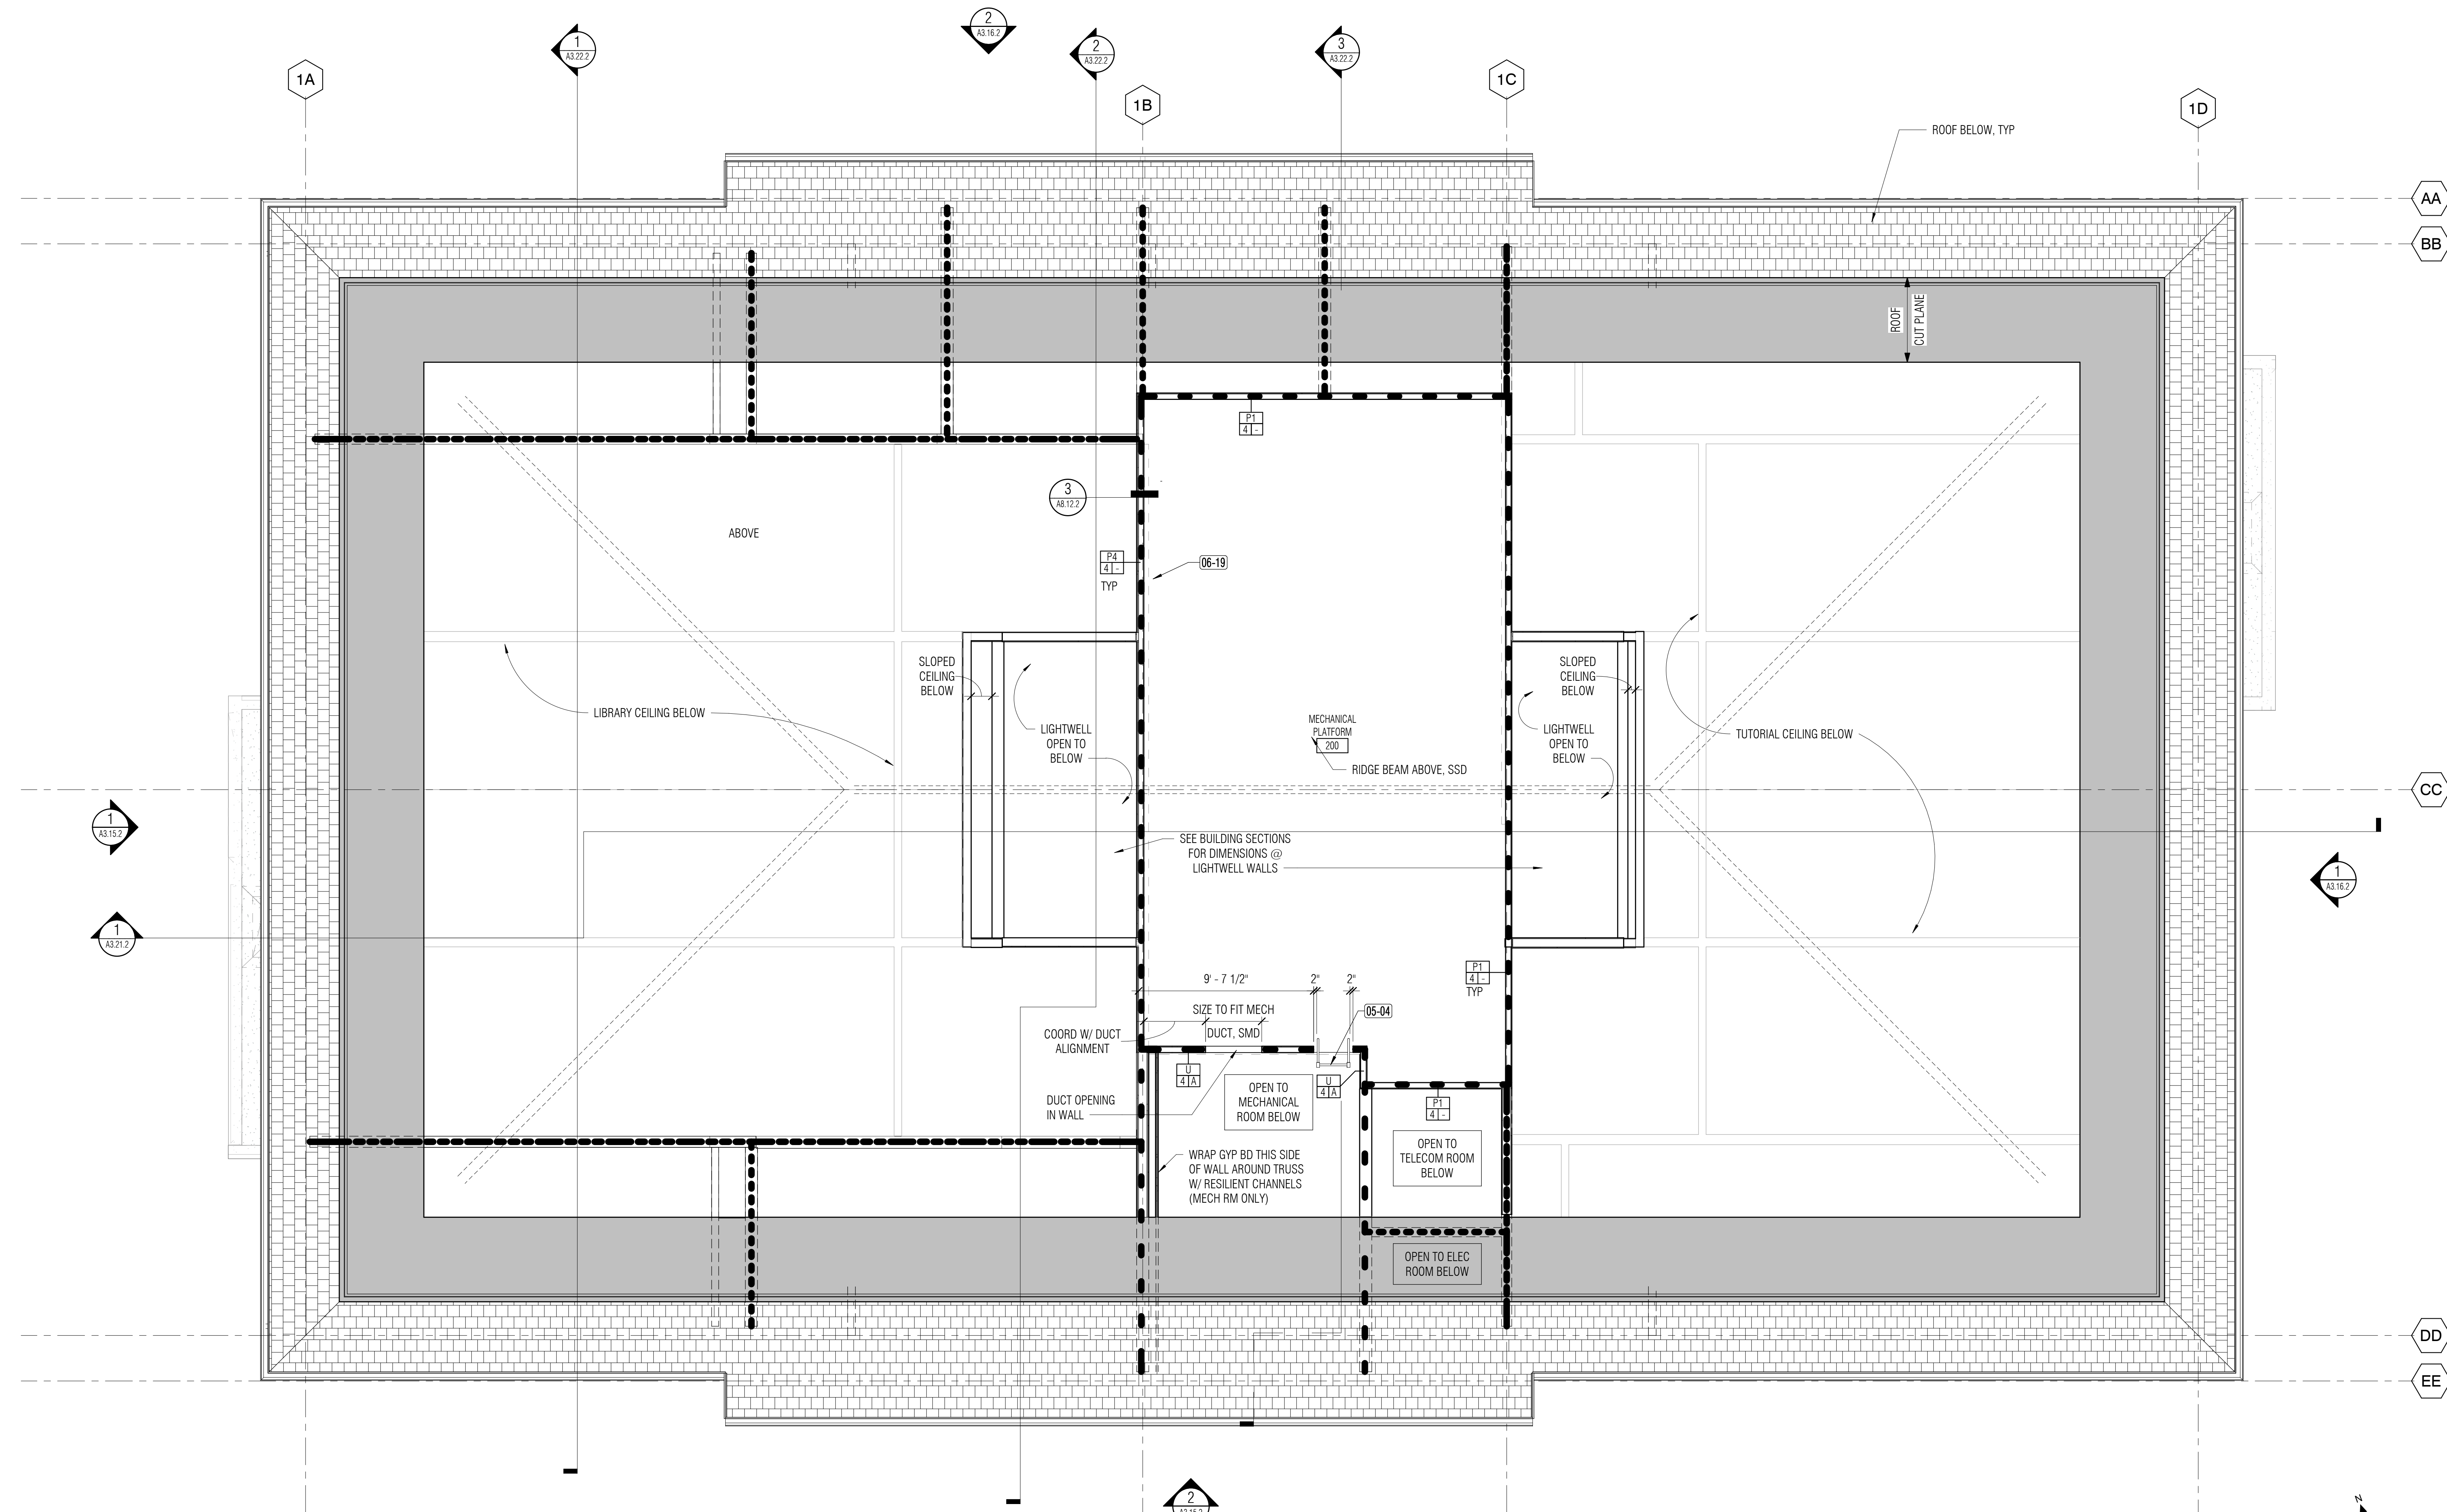 2
A3.16.2
1
A3.22.2
2
A3.22.2
3
A3.22.2
1A
1B
1C
1D
ROOF BELOW, TYP
AA
BB
ROOF
CUT PLANE
P1
4 -
3
A8.12.2
ABOVE
P4
4 -
TYP
06-19
SLOPED
CEILING
BELOW
SLOPED
CEILING
BELOW
LIBRARY CEILING BELOW
LIGHTWELL
OPEN TO
BELOW
MECHANICAL
PLATFORM
200
RIDGE BEAM ABOVE, SSD
LIGHTWELL
OPEN TO
BELOW
TUTORIAL CEILING BELOW
CC
1
A3.15.2
SEE BUILDING SECTIONS
FOR DIMENSIONS @
LIGHTWELL WALLS
1
A3.16.2
1
A3.21.2
9' - 7 1/2"
2"
2"
P1
4 -
TYP
SIZE TO FIT MECH
DUCT, SMD
05-04
COORD W/ DUCT
ALIGNMENT
U
4 A
U
4 A
OPEN TO
MECHANICAL
ROOM BELOW
P1
4 -
DUCT OPENING
IN WALL
OPEN TO
TELECOM ROOM
BELOW
WRAP GYP BD THIS SIDE
OF WALL AROUND TRUSS
W/ RESILIENT CHANNELS
(MECH RM ONLY)
OPEN TO ELEC
ROOM BELOW
DD
EE
2
A3.15.2
N